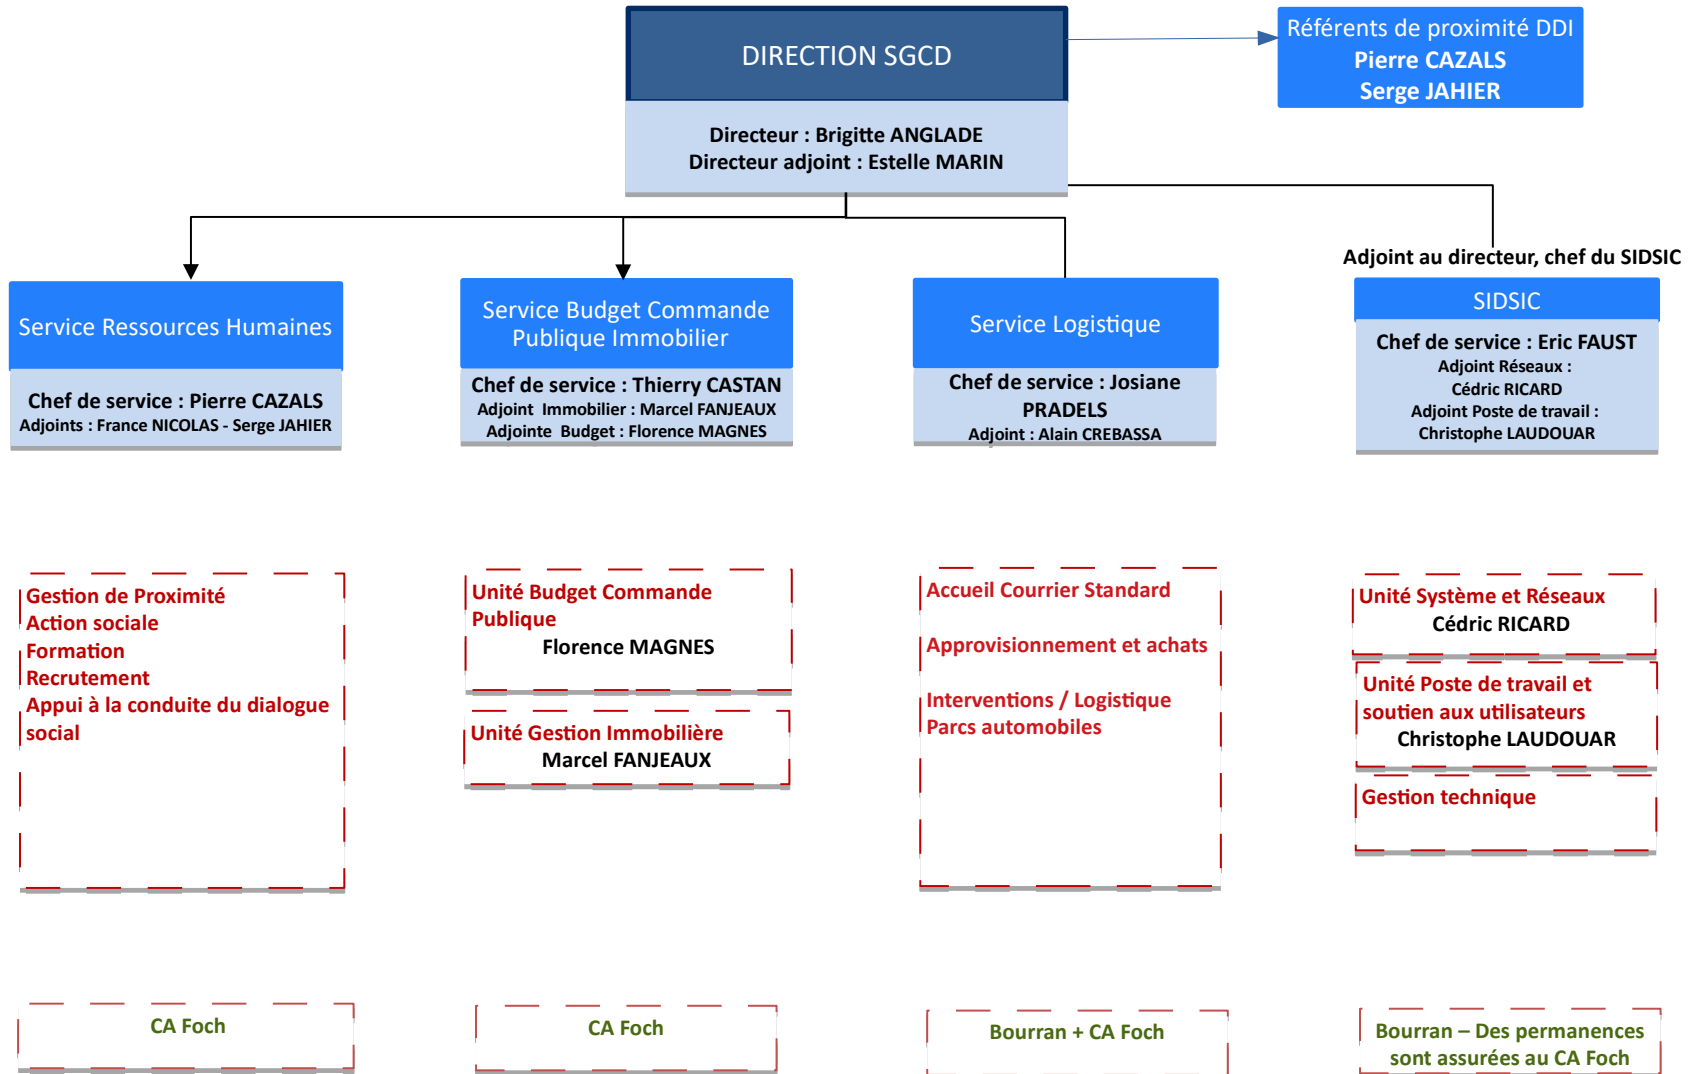 DIRECTION SGCD
Directeur : Brigitte ANGLADE
Directeur adjoint : Estelle MARIN
Référents de proximité DDI
Pierre CAZALS
Serge JAHIER
Service Ressources Humaines
Chef de service : Pierre CAZALS
Adjoints : France NICOLAS - Serge JAHIER
Service Budget Commande
Publique Immobilier
Chef de service : Thierry CASTAN
Adjoint Immobilier : Marcel FANJEAUX
Adjointe Budget : Florence MAGNES
Service Logistique
Chef de service : Josiane
PRADELS
Adjoint : Alain CREBASSA
Adjoint au directeur, chef du SIDSIC
SIDSIC
Chef de service : Eric FAUST
Adjoint Réseaux :
Cédric RICARD
Adjoint Poste de travail :
Christophe LAUDOUAR
Gestion de Proximité
Action sociale
Formation
Recrutement
Appui à la conduite du dialogue
social
Unité Budget Commande
Publique
Florence MAGNES
Unité Gestion Immobilière
Marcel FANJEAUX
Accueil Courrier Standard
Approvisionnement et achats
Interventions / Logistique
Parcs automobiles
Unité Système et Réseaux
Cédric RICARD
Unité Poste de travail et
soutien aux utilisateurs
Christophe LAUDOUAR
Gestion technique
CA Foch
CA Foch
Bourran + CA Foch
Bourran – Des permanences
sont assurées au CA Foch